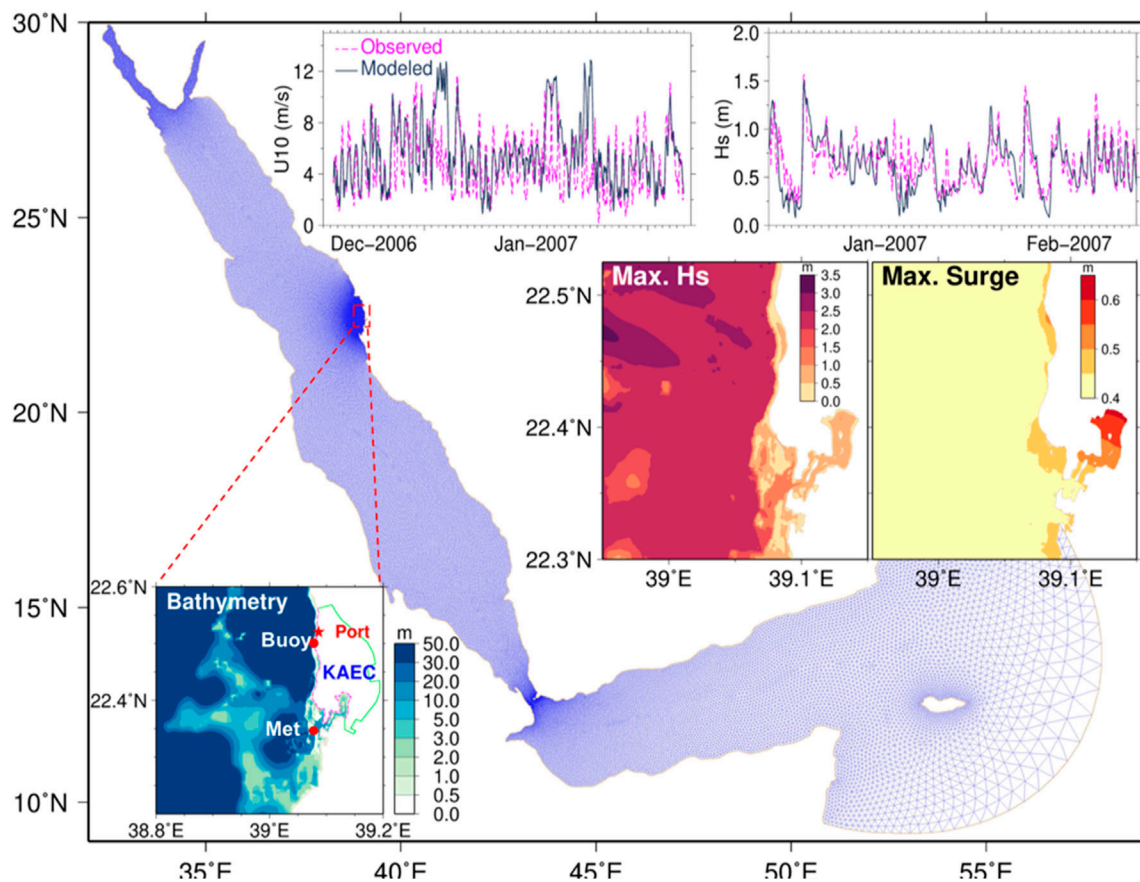 30˚N
25˚N
20˚N
15˚N
10˚N
35˚E
40˚E
45˚E
50˚E
55˚E
Observed
Modeled
U10 (m/s)
12
8
4
0
Dec−2006
Jan−2007
Hs (m)
2.0
1.5
1.0
0.5
0.0
Jan−2007
Feb−2007
Max. Hs
m
3.5
3.0
2.5
2.0
1.5
1.0
0.5
0.0
22.5˚N
22.4˚N
22.3˚N
39˚E
39.1˚E
Max. Surge
m
0.6
0.5
0.4
39˚E
39.1˚E
Bathymetry
Buoy
Port
KAEC
Met
22.6˚N
22.4˚N
38.8˚E
39˚E
39.2˚E
m
50.0
30.0
20.0
10.0
5.0
3.0
2.0
1.0
0.5
0.0